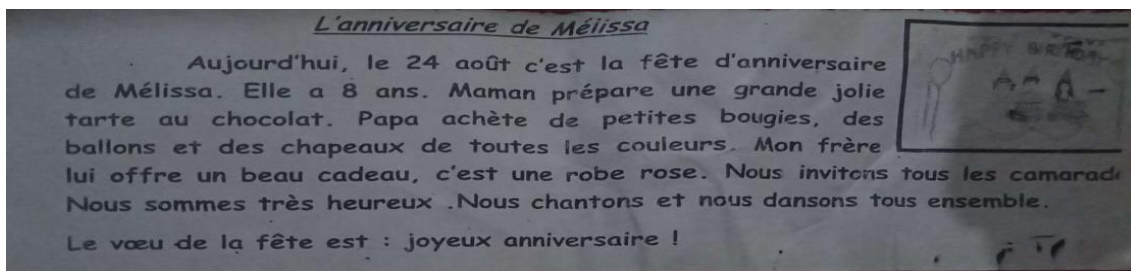 L'anniversaire de Mélissa
Aujourd'hui, le 24 août c'est la fête d'anniversaire
de Mélissa. Elle a 8 ans. Maman prépare une grande jolie
tarte au chocolat. Papa achète de petites bougies, des
ballons et des chapeaux de toutes les couleurs. Mon frère
lui offre un beau cadeau, c'est une robe rose. Nous invitons tous les camarade
Nous sommes très heureux .Nous chantons et nous dansons tous ensemble.
Le vœu de la fête est : joyeux anniversaire !
HAPPY BIRTHDAY